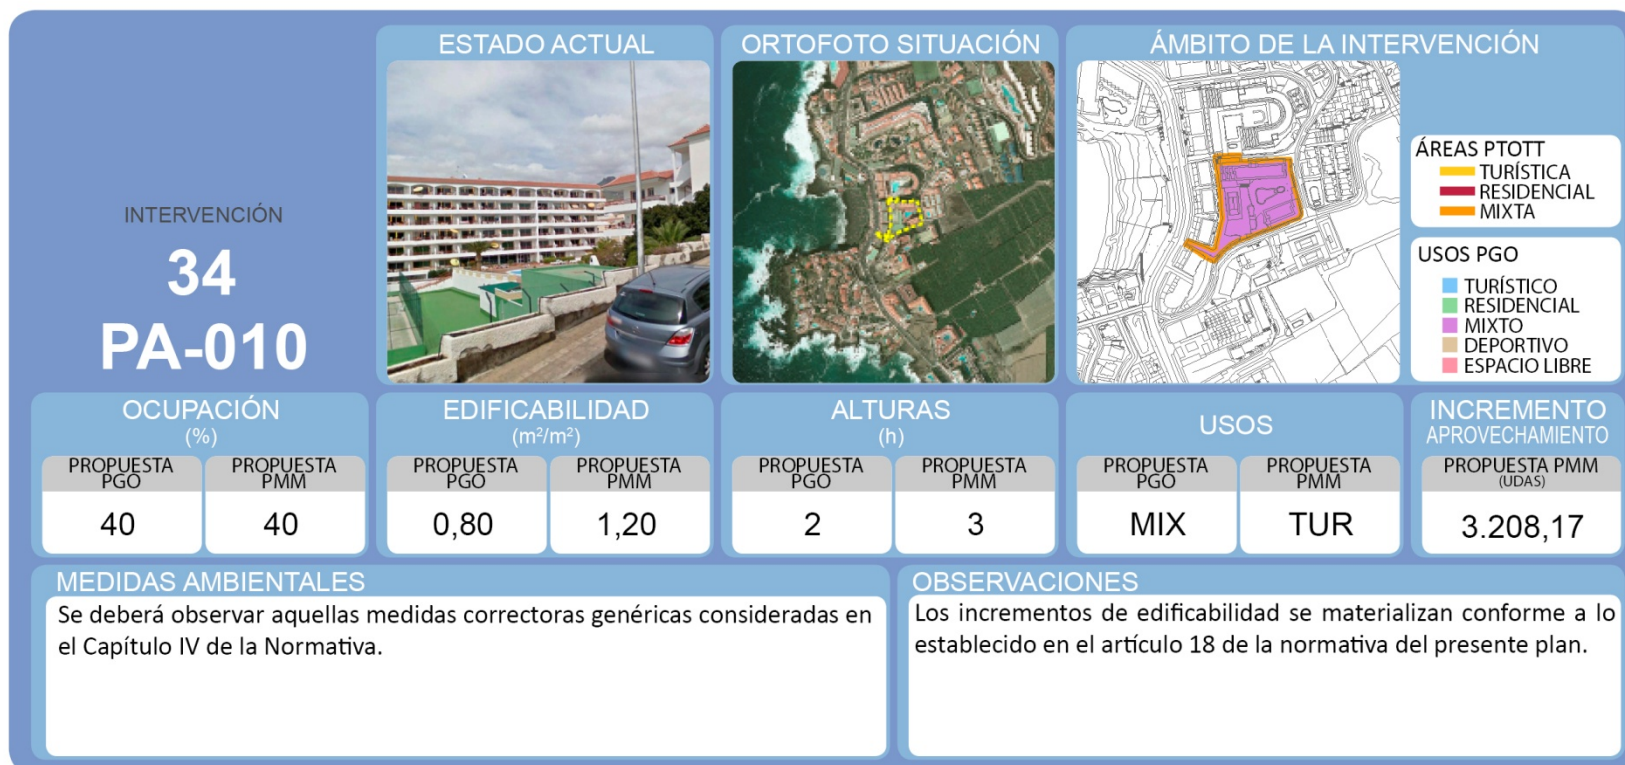 INTERVENCIÓN
34
PA-010
ESTADO ACTUAL
ORTOFOTO SITUACIÓN
ÁMBITO DE LA INTERVENCIÓN
ÁREAS PTOTT
TURÍSTICA
RESIDENCIAL
MIXTA
USOS PGO
TURÍSTICO
RESIDENCIAL
MIXTO
DEPORTIVO
ESPACIO LIBRE
OCUPACIÓN
(%)
PROPUESTA
PGO
PROPUESTA
PMM
40
40
EDIFICABILIDAD
(m²/m²)
PROPUESTA
PGO
PROPUESTA
PMM
0,80
1,20
ALTURAS
(h)
PROPUESTA
PGO
PROPUESTA
PMM
2
3
USOS
PROPUESTA
PGO
PROPUESTA
PMM
MIX
TUR
INCREMENTO
APROVECHAMIENTO
PROPUESTA PMM
(UDAS)
3.208,17
MEDIDAS AMBIENTALES
Se deberá observar aquellas medidas correctoras genéricas consideradas en
el Capítulo IV de la Normativa.
OBSERVACIONES
Los incrementos de edificabilidad se materializan conforme a lo
establecido en el artículo 18 de la normativa del presente plan.